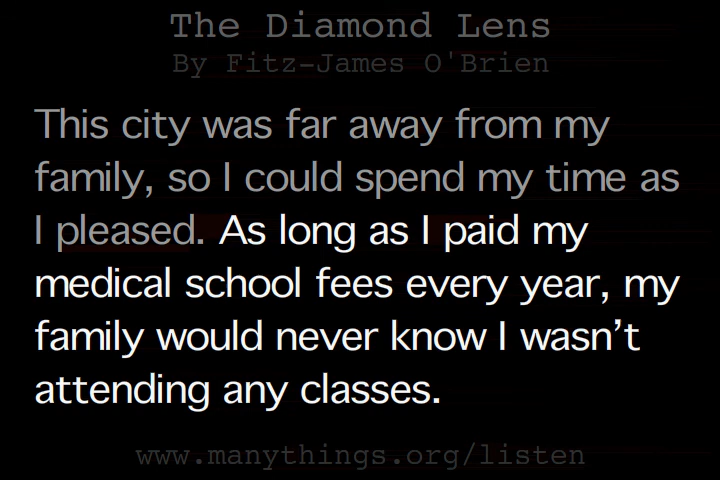 The Diamond Lens
By Fitz-James O'Brien
This city was far away from my
family, so I could spend my time as
I pleased. As long as I paid my
medical school fees every year, my
family would never know I wasn’t
attending any classes.
www.manythings.org/listen